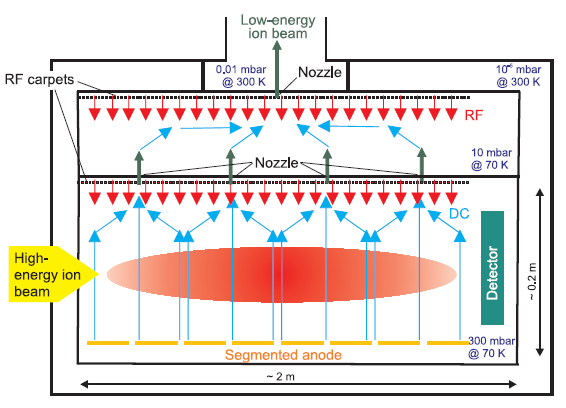 Low-energy
ion beam
0.01 mbar
@ 300 K
Nozzle
10⁻⁶ mbar
@ 300 K
RF carpets
RF
10 mbar
@ 70 K
Nozzle
DC
High-
energy ion
beam
Detector
~ 0.2 m
300 mbar
@ 70 K
Segmented anode
~ 2 m